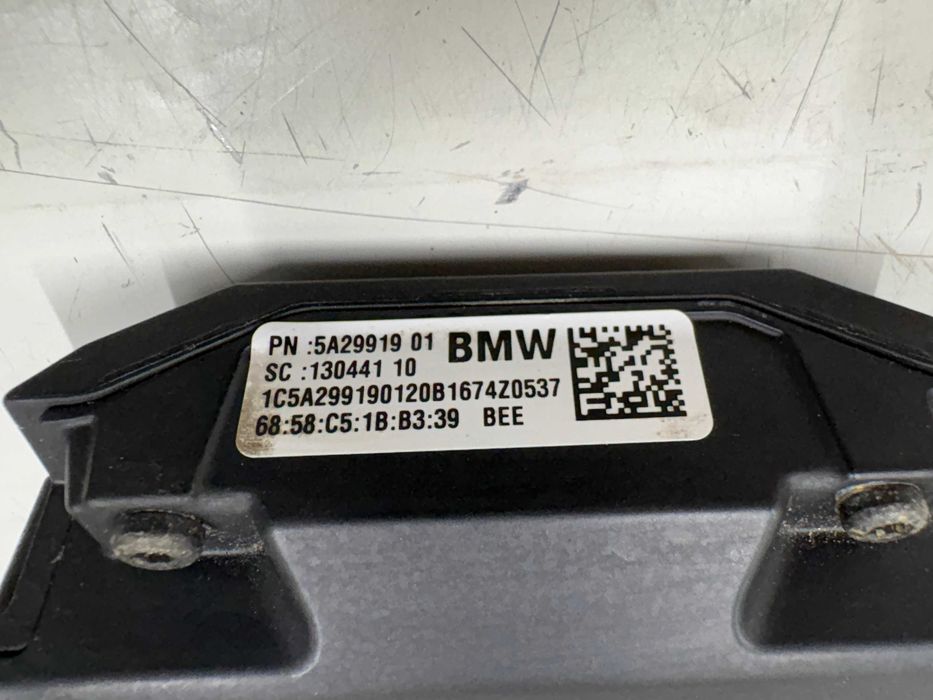 PN :5A29919 01 BMW
SC :130441 10
1C5A299190120B1674Z0537
68:58:C5:1B:B3:39 BEE